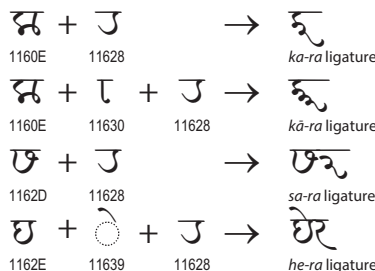 𑘎 + 𑘨 → 𑘎𑘨
1160E 11628 ka-ra ligature
𑘎 + 𑘰 + 𑘨 → 𑘎𑘰𑘨
1160E 11630 11628 kā-ra ligature
𑘭 + 𑘨 → 𑘭𑘨
1162D 11628 sa-ra ligature
𑘮 + ◌𑘹 + 𑘨 → 𑘮𑘹𑘨
1162E 11639 11628 he-ra ligature